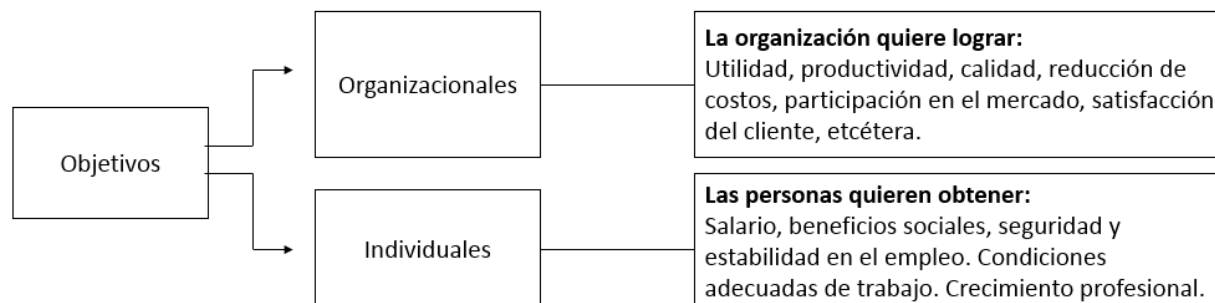 Objetivos
Organizacionales
La organización quiere lograr:
Utilidad, productividad, calidad, reducción de
costos, participación en el mercado, satisfacción
del cliente, etcétera.
Individuales
Las personas quieren obtener:
Salario, beneficios sociales, seguridad y
estabilidad en el empleo. Condiciones
adecuadas de trabajo. Crecimiento profesional.